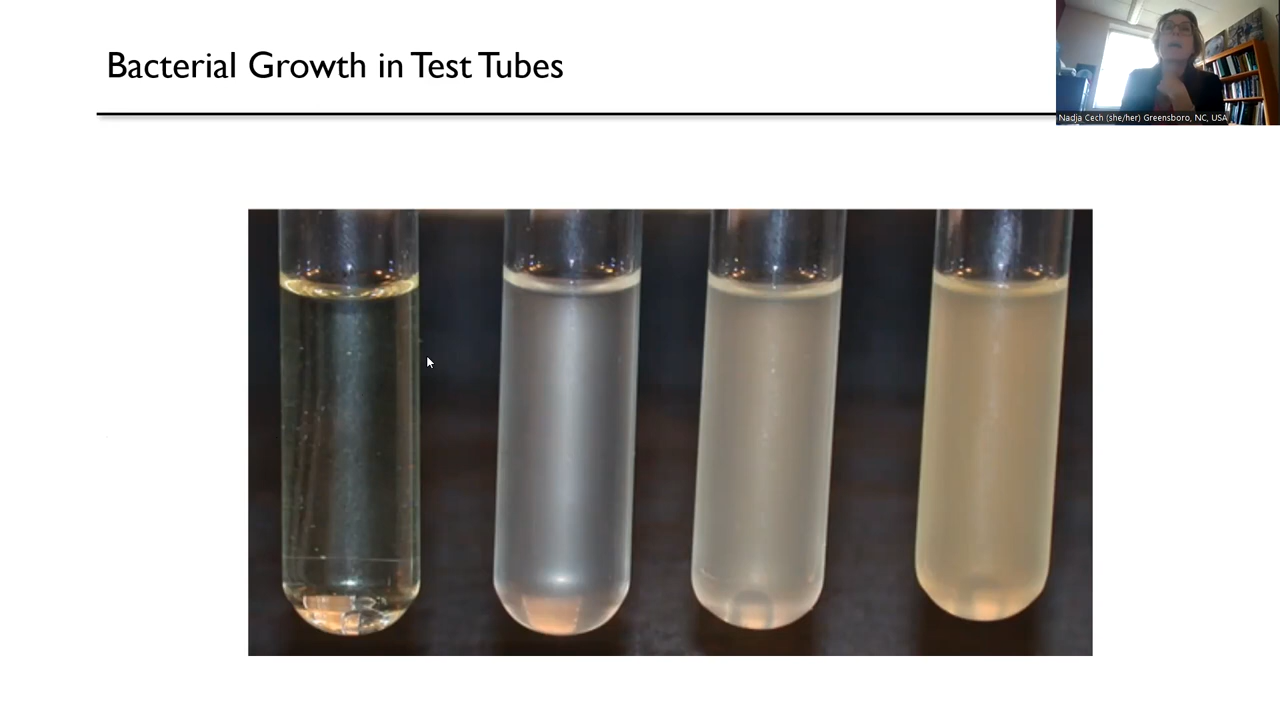 Bacterial Growth in Test Tubes
Nadja Cech (she/her) Greensboro, NC, USA